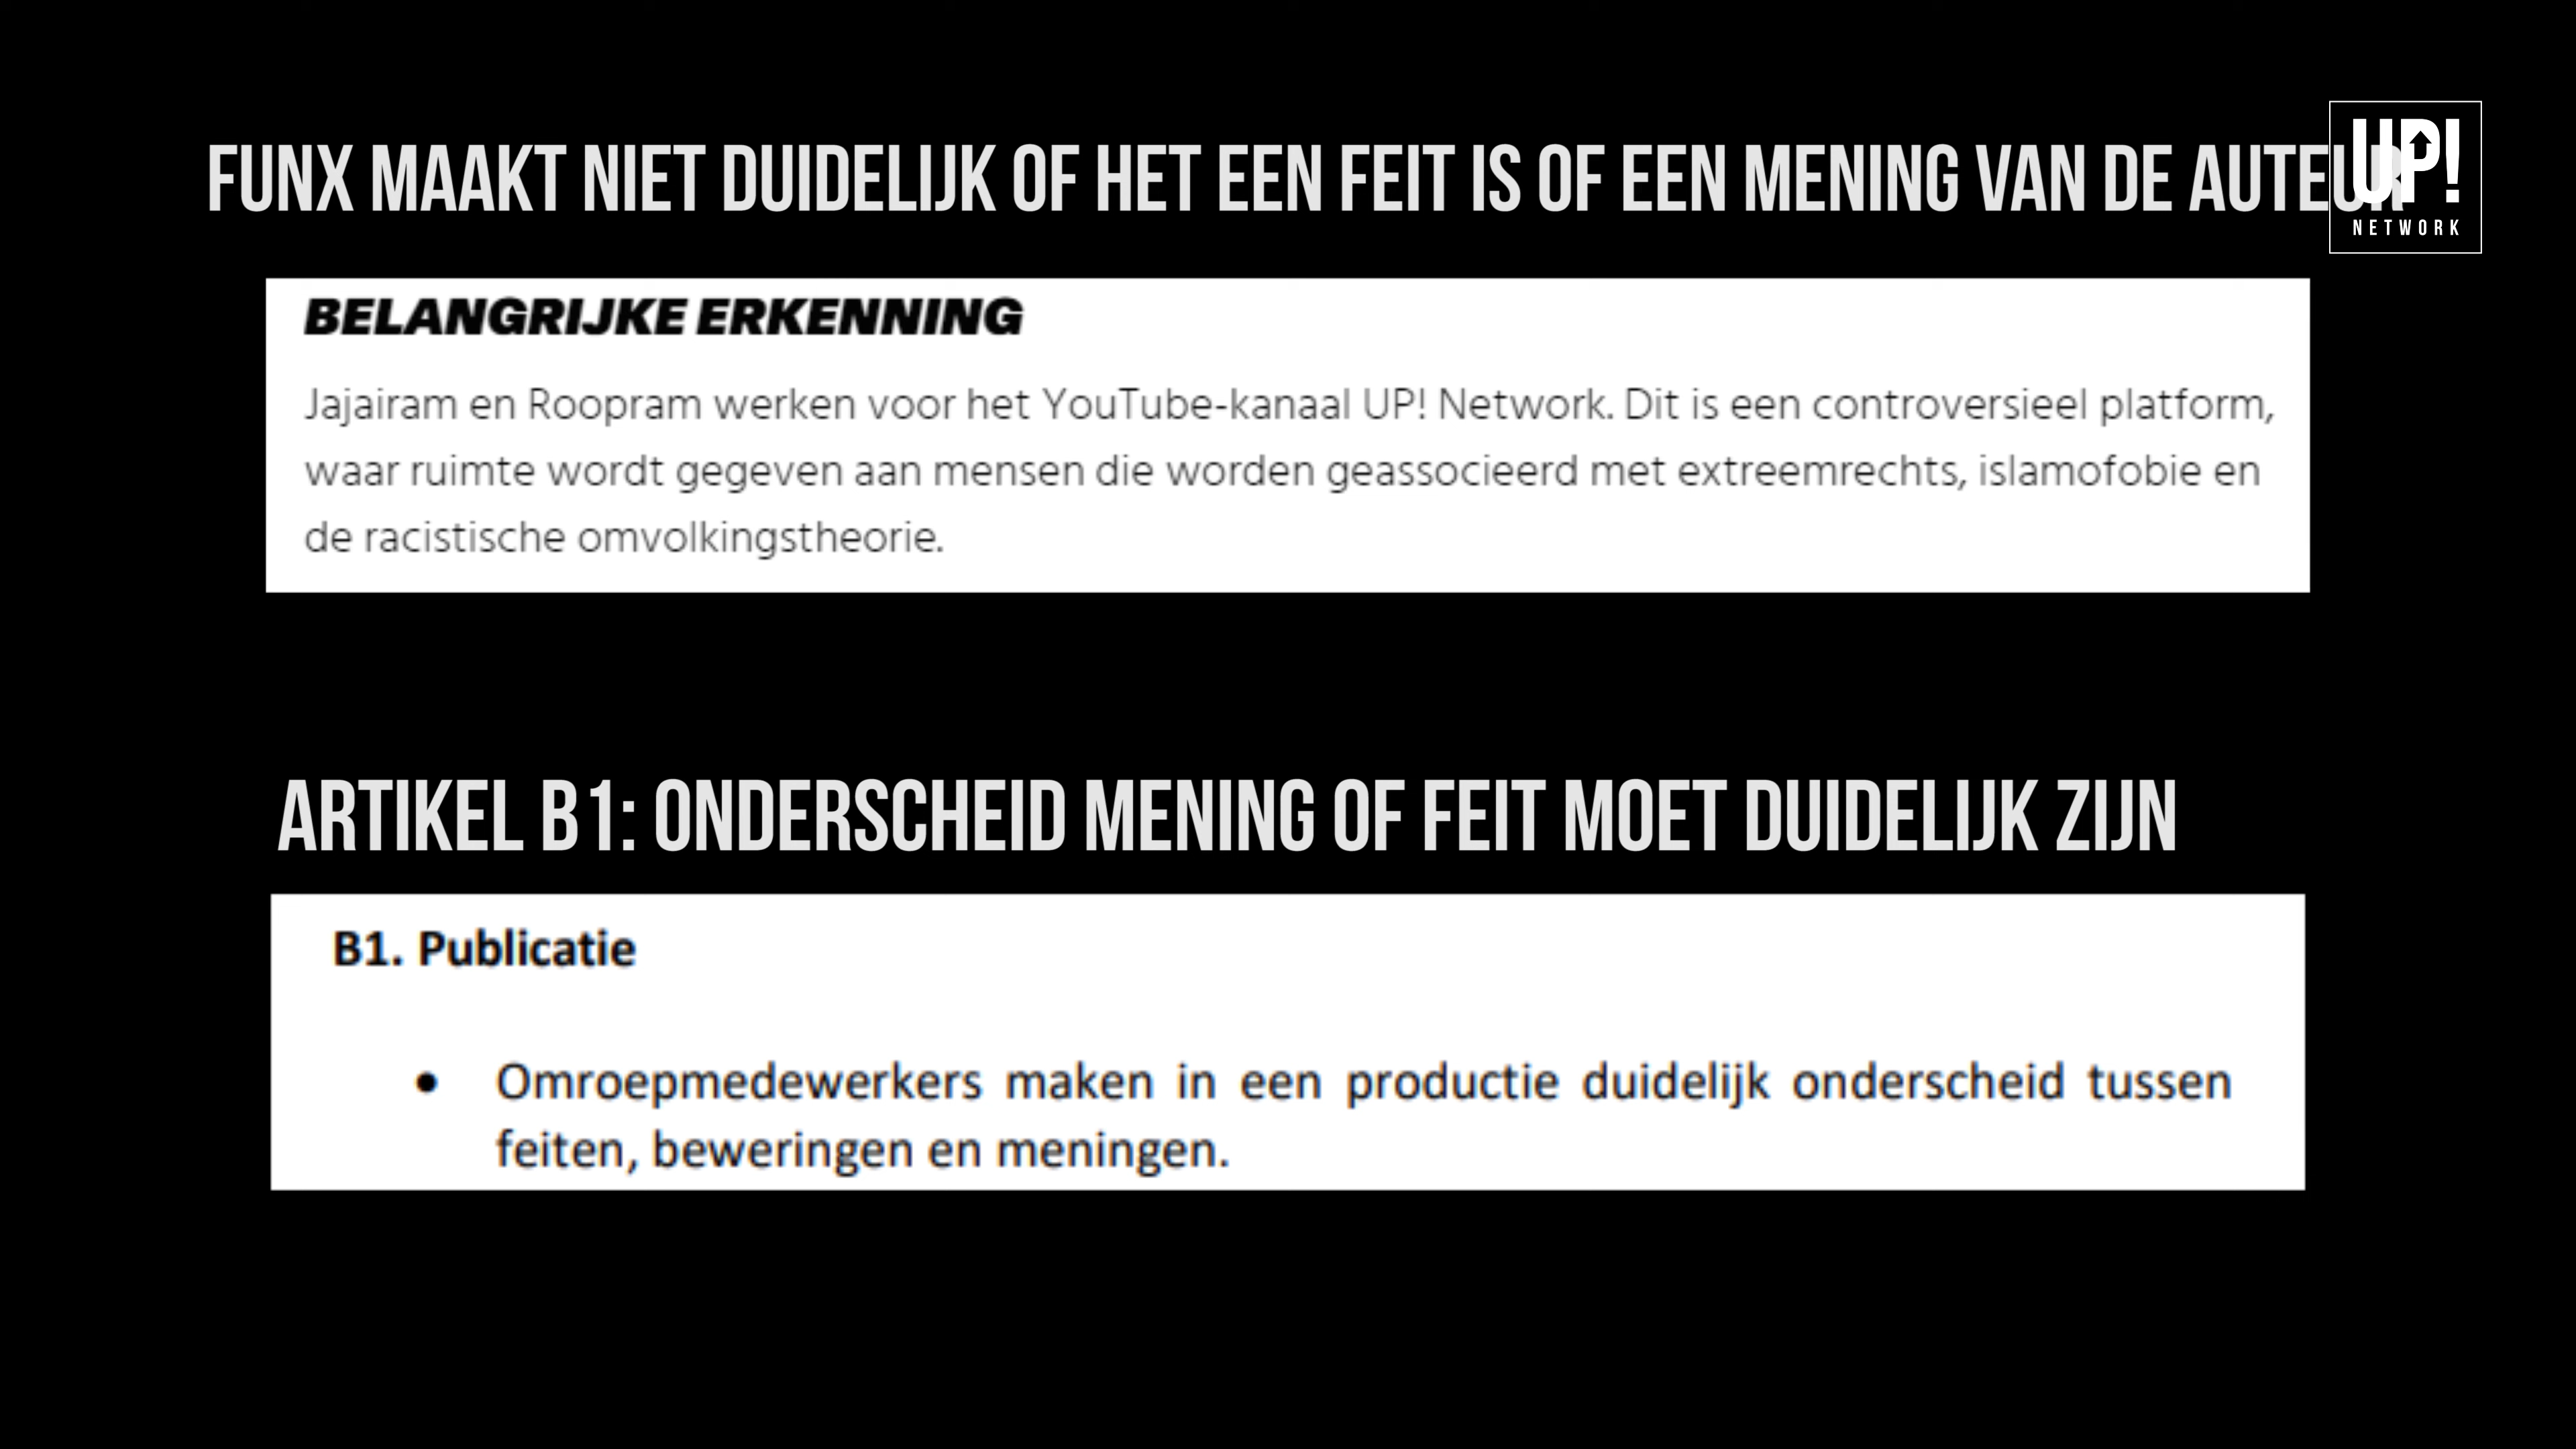 FUNX MAAKT NIET DUIDELIJK OF HET EEN FEIT IS OF EEN MENING VAN DE AUTEUR
UP!
NETWORK
BELANGRIJKE ERKENNING
Jajairam en Roopram werken voor het YouTube-kanaal UP! Network. Dit is een controversieel platform,
waar ruimte wordt gegeven aan mensen die worden geassocieerd met extreemrechts, islamofobie en
de racistische omvolkingstheorie.
ARTIKEL B1: ONDERSCHEID MENING OF FEIT MOET DUIDELIJK ZIJN
B1. Publicatie
• Omroepmedewerkers maken in een productie duidelijk onderscheid tussen
feiten, beweringen en meningen.